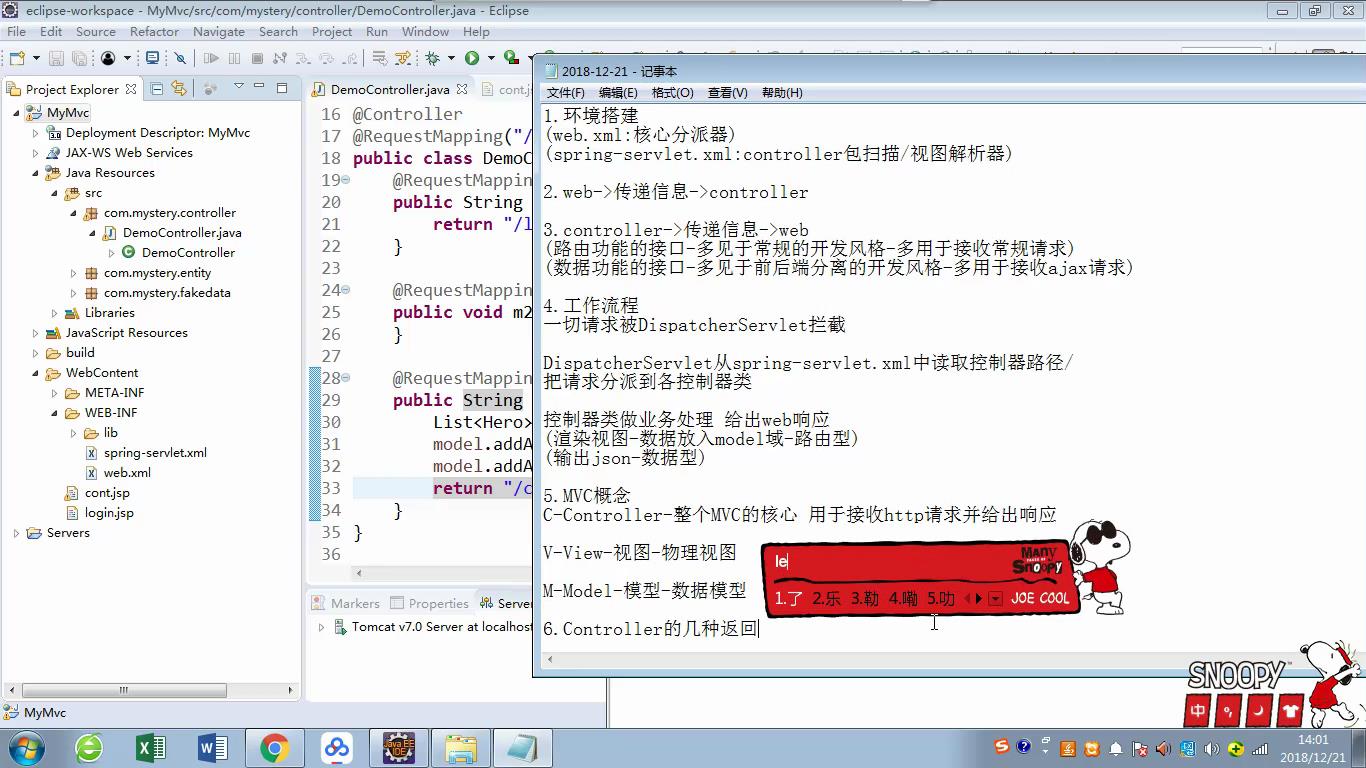 eclipse-workspace - MyMvc/src/com/mystery/controller/DemoController.java - Eclipse
File Edit Source Refactor Navigate Search Project Run Window Help
Project Explorer
MyMvc
Deployment Descriptor: MyMvc
JAX-WS Web Services
Java Resources
src
com.mystery.controller
DemoController.java
DemoController
com.mystery.entity
com.mystery.fakedata
Libraries
JavaScript Resources
build
WebContent
META-INF
WEB-INF
lib
spring-servlet.xml
web.xml
cont.jsp
login.jsp
Servers
MyMvc
DemoController.java
cont.j
16 @Controller
17 @RequestMapping("/
18 public class DemoC
19 @RequestMappin
20 public String
21 return "/l
22 }
23
24 @RequestMappin
25 public void m2
26 }
27
28 @RequestMappin
29 public String
30 List<Hero>
31 model.addA
32 model.addA
33 return "/c
34 }
35 }
36
Markers Properties Server
Tomcat v7.0 Server at localhos
2018-12-21 - 记事本
文件(F) 编辑(E) 格式(O) 查看(V) 帮助(H)
1.环境搭建
(web.xml:核心分派器)
(spring-servlet.xml:controller包扫描/视图解析器)
2.web->传递信息->controller
3.controller->传递信息->web
(路由功能的接口-多见于常规的开发风格-多用于接收常规请求)
(数据功能的接口-多见于前后端分离的开发风格-多用于接收ajax请求)
4.工作流程
一切请求被DispatcherServlet拦截
DispatcherServlet从spring-servlet.xml中读取控制器路径/
把请求分派到各控制器类
控制器类做业务处理 给出web响应
(渲染视图-数据放入model域-路由型)
(输出json-数据型)
5.MVC概念
C-Controller-整个MVC的核心 用于接收http请求并给出响应
V-View-视图-物理视图
M-Model-模型-数据模型
6.Controller的几种返回
le
MANY
SNOOPY
1.了 2.乐 3.勒 4.嘞 5.叻
JOE COOL
SNOOPY
中
14:01
2018/12/21